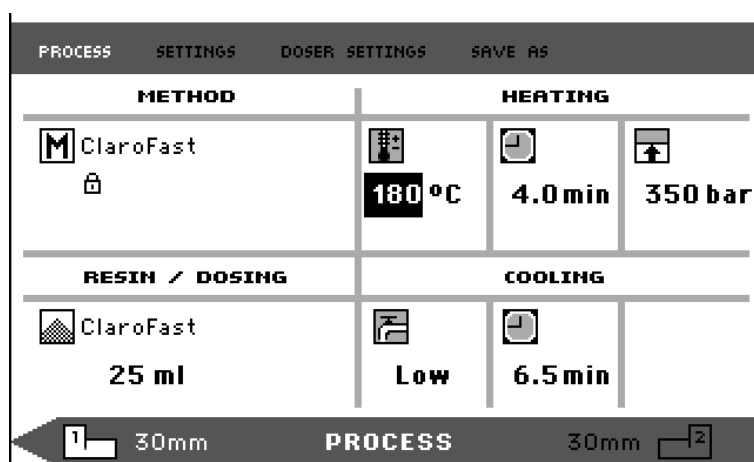 PROCESS SETTINGS DOSER SETTINGS SAVE AS
METHOD HEATING
M ClaroFast
180 ºC 4.0 min 350 bar
RESIN / DOSING COOLING
ClaroFast
25 ml Low 6.5 min
1 30mm PROCESS 30mm 2